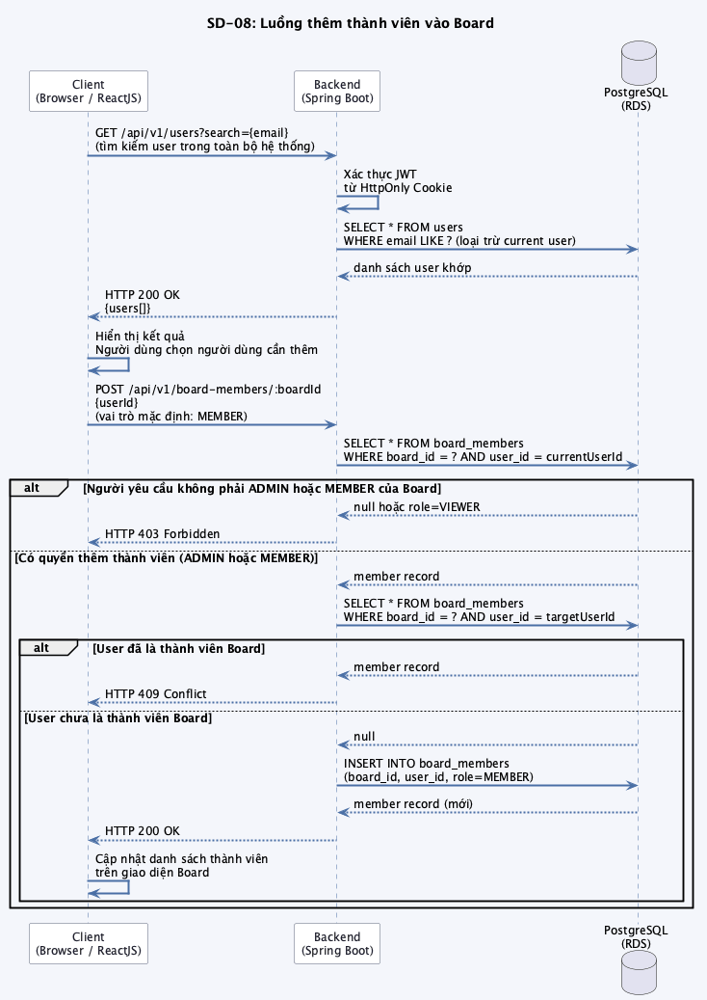 SD-08: Luồng thêm thành viên vào Board
Client
(Browser / ReactJS)
Backend
(Spring Boot)
PostgreSQL
(RDS)
GET /api/v1/users?search={email}
(tìm kiếm user trong toàn bộ hệ thống)
Xác thực JWT
từ HttpOnly Cookie
SELECT * FROM users
WHERE email LIKE ? (loại trừ current user)
danh sách user khớp
HTTP 200 OK
{users[]}
Hiển thị kết quả
Người dùng chọn người dùng cần thêm
POST /api/v1/board-members/:boardId
{userId}
(vai trò mặc định: MEMBER)
SELECT * FROM board_members
WHERE board_id = ? AND user_id = currentUserId
alt [Người yêu cầu không phải ADMIN hoặc MEMBER của Board]
null hoặc role=VIEWER
HTTP 403 Forbidden
[Có quyền thêm thành viên (ADMIN hoặc MEMBER)]
member record
SELECT * FROM board_members
WHERE board_id = ? AND user_id = targetUserId
alt [User đã là thành viên Board]
member record
HTTP 409 Conflict
[User chưa là thành viên Board]
null
INSERT INTO board_members
(board_id, user_id, role=MEMBER)
member record (mới)
HTTP 200 OK
Cập nhật danh sách thành viên
trên giao diện Board
Client
(Browser / ReactJS)
Backend
(Spring Boot)
PostgreSQL
(RDS)